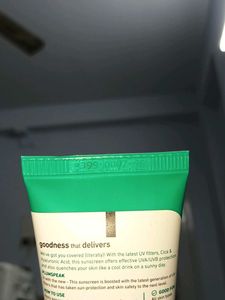 goodness that delivers
We've got you covered (literally). With the latest UV filters, Cica &
Hyaluronic Acid, this sunscreen offers effective UVA/UVB protection
and also quenches your skin like a cool drink on a sunny day.
with the new - This sunscreen is boosted with the latest generation of UV
that has taken sun protection and skin safety to the next level.
TO USE
GOOD FOR